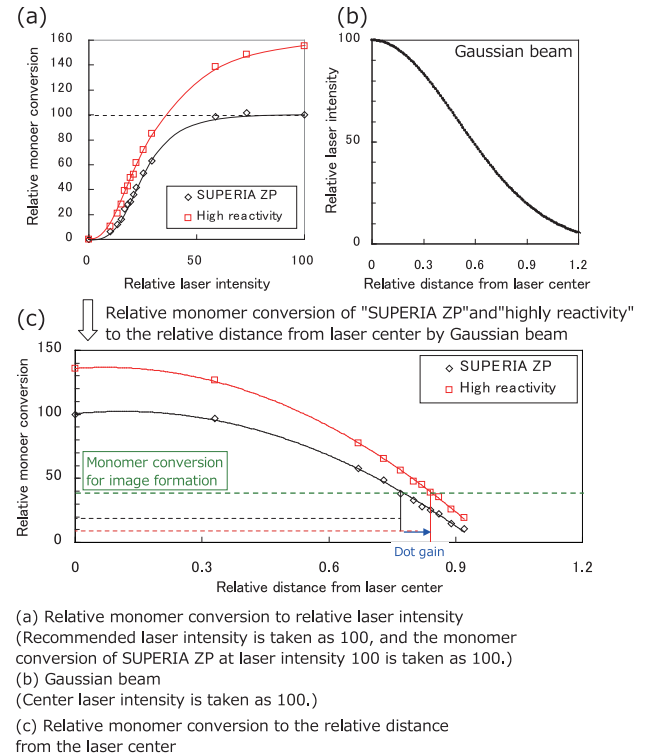 (a)
Relative monoer conversion
160
140
120
100
80
60
40
20
0
SUPERIA ZP
High reactivity
0
50
100
Relative laser intensity
(b)
Relative laser intensity
100
50
0
Gaussian beam
0
0.3
0.6
0.9
1.2
Relative distance from laser center
Relative monomer conversion of "SUPERIA ZP"and"highly reactivity"
to the relative distance from laser center by Gaussian beam
(c)
Relative monoer conversion
150
100
50
0
SUPERIA ZP
High reactivity
Monomer conversion
for image formation
Dot gain
0
0.3
0.6
0.9
1.2
Relative distance from laser center
(a) Relative monomer conversion to relative laser intensity
(Recommended laser intensity is taken as 100, and the monomer
conversion of SUPERIA ZP at laser intensity 100 is taken as 100.)
(b) Gaussian beam
(Center laser intensity is taken as 100.)
(c) Relative monomer conversion to the relative distance
from the laser center